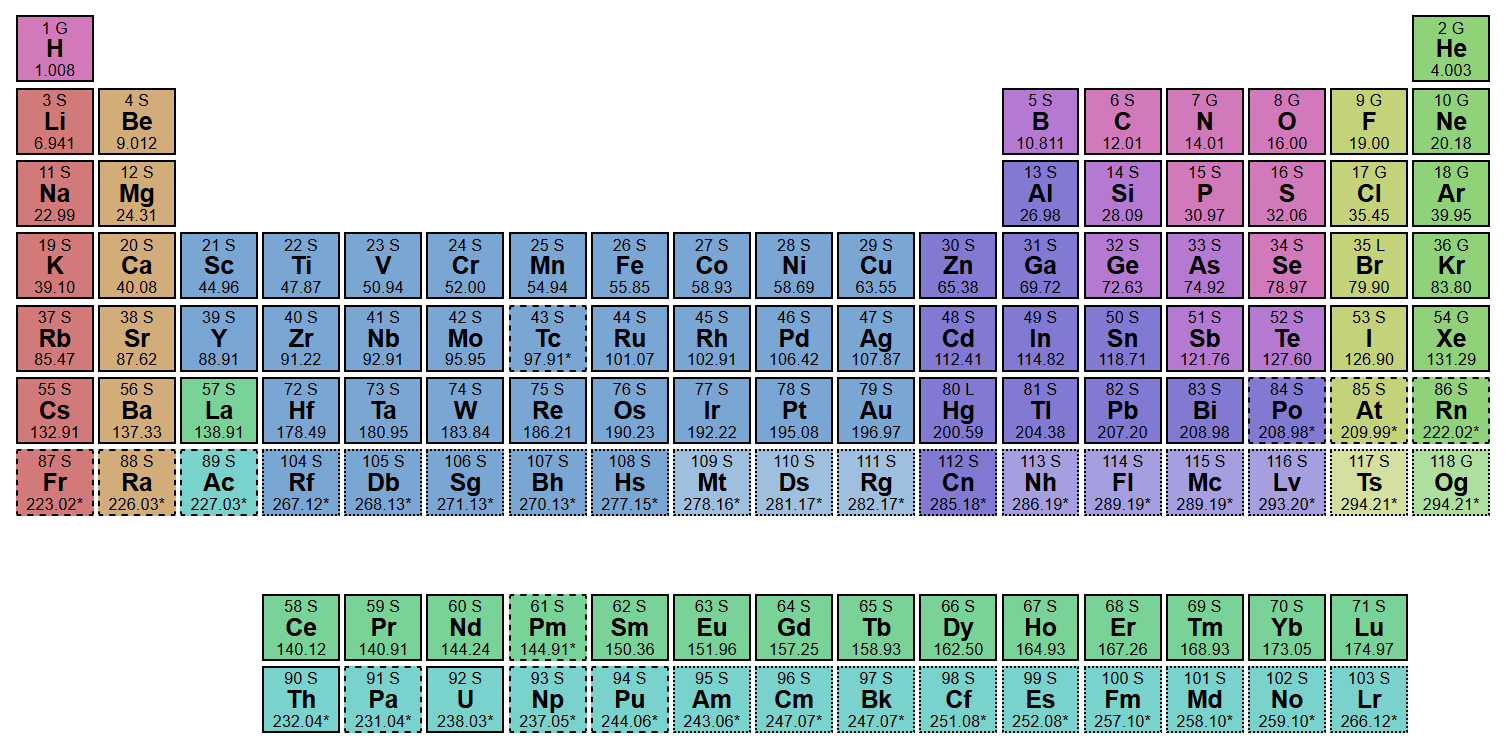 1 G 2 G
H He
1.008 4.003
3 S 4 S 5 S 6 S 7 G 8 G 9 G 10 G
Li Be B C N O F Ne
6.941 9.012 10.811 12.01 14.01 16.00 19.00 20.18
11 S 12 S 13 S 14 S 15 S 16 S 17 G 18 G
Na Mg Al Si P S Cl Ar
22.99 24.31 26.98 28.09 30.97 32.06 35.45 39.95
19 S 20 S 21 S 22 S 23 S 24 S 25 S 26 S 27 S 28 S 29 S 30 S 31 S 32 S 33 S 34 S 35 L 36 G
K Ca Sc Ti V Cr Mn Fe Co Ni Cu Zn Ga Ge As Se Br Kr
39.10 40.08 44.96 47.87 50.94 52.00 54.94 55.85 58.93 58.69 63.55 65.38 69.72 72.63 74.92 78.97 79.90 83.80
37 S 38 S 39 S 40 S 41 S 42 S 43 S 44 S 45 S 46 S 47 S 48 S 49 S 50 S 51 S 52 S 53 S 54 G
Rb Sr Y Zr Nb Mo Tc Ru Rh Pd Ag Cd In Sn Sb Te I Xe
85.47 87.62 88.91 91.22 92.91 95.95 97.91* 101.07 102.91 106.42 107.87 112.41 114.82 118.71 121.76 127.60 126.90 131.29
55 S 56 S 57 S 72 S 73 S 74 S 75 S 76 S 77 S 78 S 79 S 80 L 81 S 82 S 83 S 84 S 85 S 86 S
Cs Ba La Hf Ta W Re Os Ir Pt Au Hg Tl Pb Bi Po At Rn
132.91 137.33 138.91 178.49 180.95 183.84 186.21 190.23 192.22 195.08 196.97 200.59 204.38 207.20 208.98 208.98* 209.99* 222.02*
87 S 88 S 89 S 104 S 105 S 106 S 107 S 108 S 109 S 110 S 111 S 112 S 113 S 114 S 115 S 116 S 117 S 118 G
Fr Ra Ac Rf Db Sg Bh Hs Mt Ds Rg Cn Nh Fl Mc Lv Ts Og
223.02* 226.03* 227.03* 267.12* 268.13* 271.13* 270.13* 277.15* 278.16* 281.17* 282.17* 285.18* 286.19* 289.19* 289.19* 293.20* 294.21* 294.21*
58 S 59 S 60 S 61 S 62 S 63 S 64 S 65 S 66 S 67 S 68 S 69 S 70 S 71 S
Ce Pr Nd Pm Sm Eu Gd Tb Dy Ho Er Tm Yb Lu
140.12 140.91 144.24 144.91* 150.36 151.96 157.25 158.93 162.50 164.93 167.26 168.93 173.05 174.97
90 S 91 S 92 S 93 S 94 S 95 S 96 S 97 S 98 S 99 S 100 S 101 S 102 S 103 S
Th Pa U Np Pu Am Cm Bk Cf Es Fm Md No Lr
232.04* 231.04* 238.03* 237.05* 244.06* 243.06* 247.07* 247.07* 251.08* 252.08* 257.10* 258.10* 259.10* 266.12*